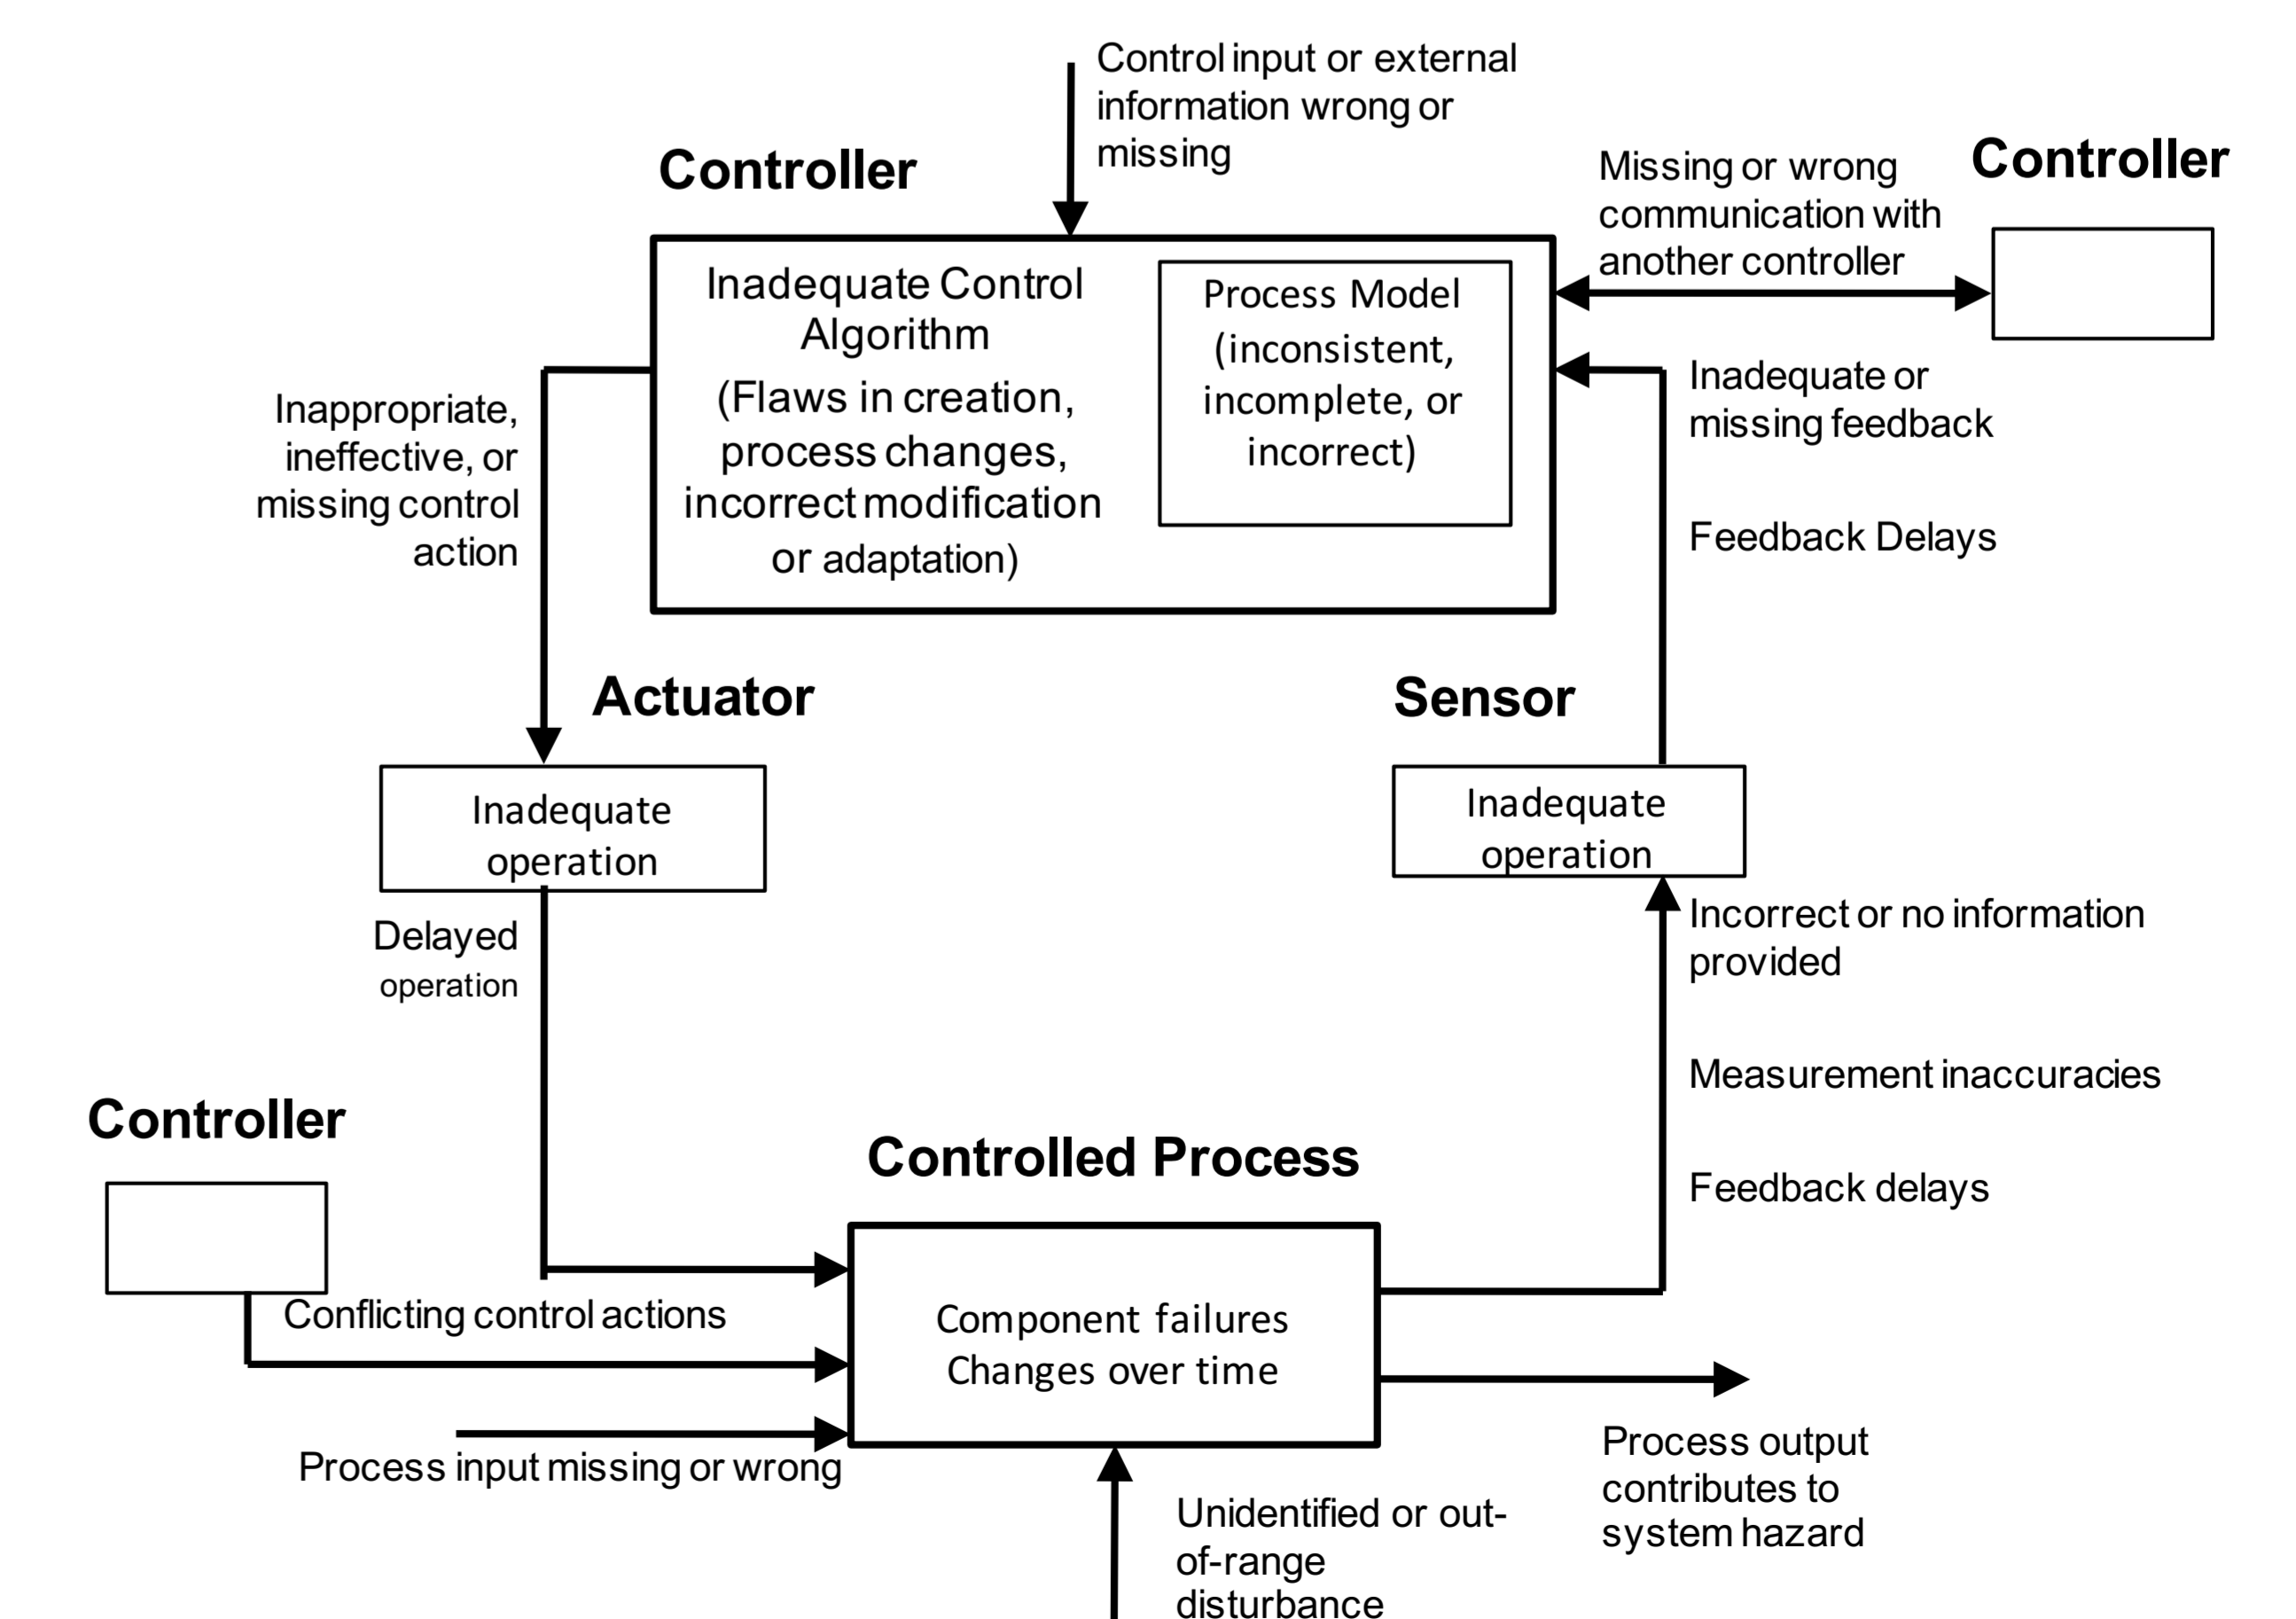 Control input or external
information wrong or
missing
Controller
Missing or wrong
communication with
another controller
Controller
Inadequate Control
Algorithm
(Flaws in creation,
process changes,
incorrect modification
or adaptation)
Process Model
(inconsistent,
incomplete, or
incorrect)
Inappropriate,
ineffective, or
missing control
action
Inadequate or
missing feedback
Feedback Delays
Actuator
Sensor
Inadequate
operation
Inadequate
operation
Delayed
operation
Incorrect or no information
provided
Measurement inaccuracies
Feedback delays
Controller
Controlled Process
Conflicting control actions
Component failures
Changes over time
Process input missing or wrong
Process output
contributes to
system hazard
Unidentified or out-
of-range
disturbance